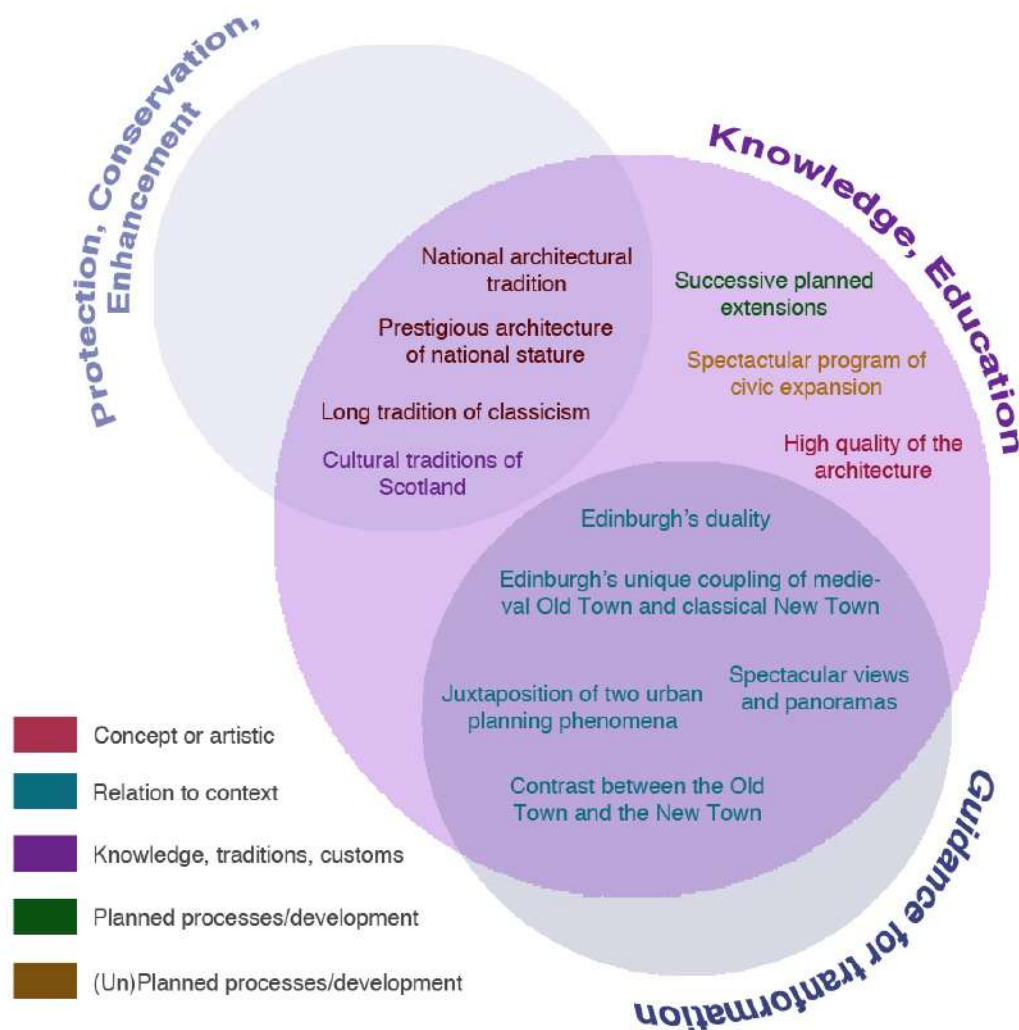 Protection, Conservation,
Enhancement
Knowledge, Education
National architectural
tradition
Successive planned
extensions
Prestigious architecture
of national stature
Spectactular program of
civic expansion
Long tradition of classicism
High quality of the
architecture
Cultural traditions of
Scotland
Edinburgh's duality
Edinburgh's unique coupling of medie-
val Old Town and classical New Town
Juxtaposition of two urban
planning phenomena
Spectacular views
and panoramas
Contrast between the Old
Town and the New Town
Guidance for tranformation
Concept or artistic
Relation to context
Knowledge, traditions, customs
Planned processes/development
(Un)Planned processes/development